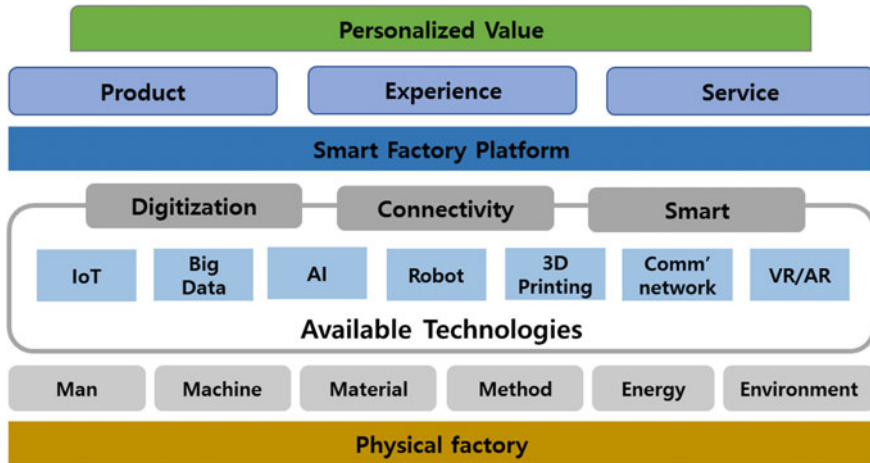 Personalized Value
Product
Experience
Service
Smart Factory Platform
Digitization
Connectivity
Smart
IoT
Big
Data
AI
Robot
3D
Printing
Comm'
network
VR/AR
Available Technologies
Man
Machine
Material
Method
Energy
Environment
Physical factory